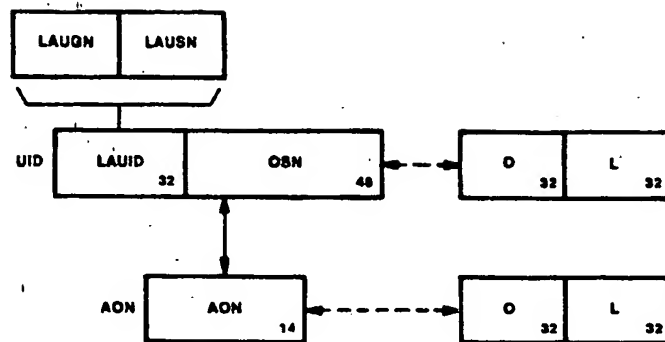 LAUGN LAUSN
UID LAUID 32 OSN 48 O 32 L 32
AON AON 14 O 32 L 32